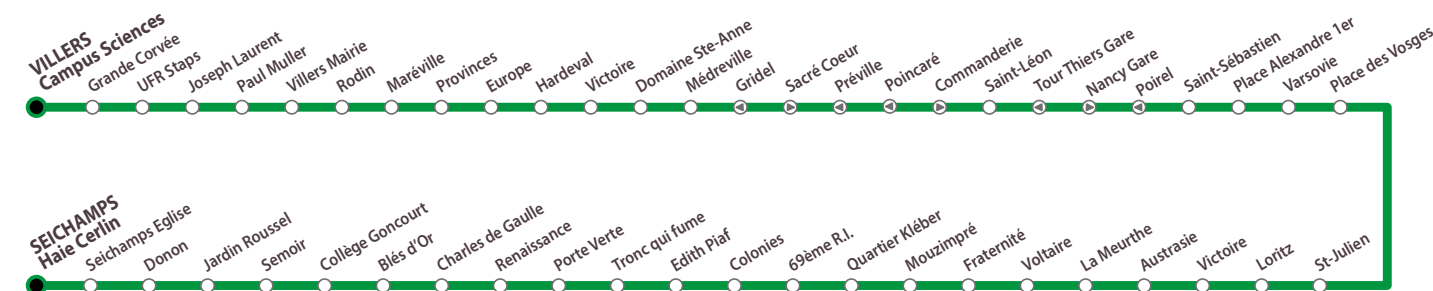 VILLERS
Campus Sciences
Grande Corvée
UFR Staps
Joseph Laurent
Paul Muller
Villers Mairie
Rodin
Maréville
Provinces
Europe
Hardeval
Victoire
Domaine Ste-Anne
Médreville
Gridel
Sacré Coeur
Préville
Poincaré
Commanderie
Saint-Léon
Tour Thiers Gare
Nancy Gare
Poirel
Saint-Sébastien
Place Alexandre 1er
Varsovie
Place des Vosges
SEICHAMPS
Haie Cerlin
Seichamps Eglise
Donon
Jardin Roussel
Semoir
Collège Goncourt
Blés d'Or
Charles de Gaulle
Renaissance
Porte Verte
Tronc qui fume
Edith Piaf
Colonies
69ème R.I.
Quartier Kléber
Mouzimpré
Fraternité
Voltaire
La Meurthe
Austrasie
Victoire
Loritz
St-Julien